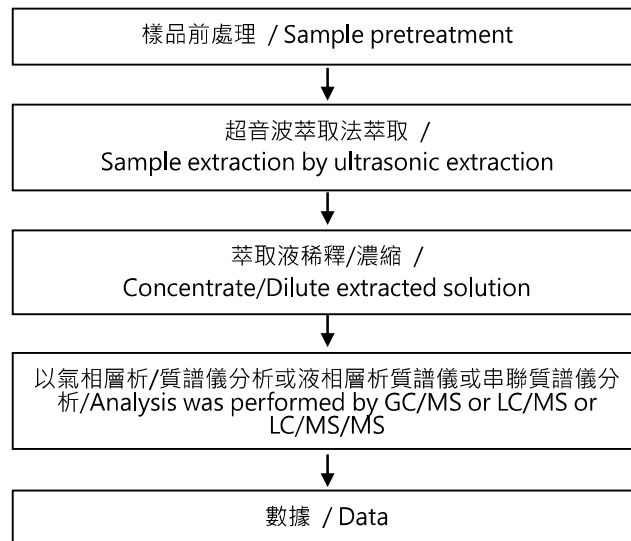 樣品前處理 / Sample pretreatment
超音波萃取法萃取 /
Sample extraction by ultrasonic extraction
萃取液稀釋/濃縮 /
Concentrate/Dilute extracted solution
以氣相層析/質譜儀分析或液相層析質譜儀或串聯質譜儀分
析/Analysis was performed by GC/MS or LC/MS or
LC/MS/MS
數據 / Data